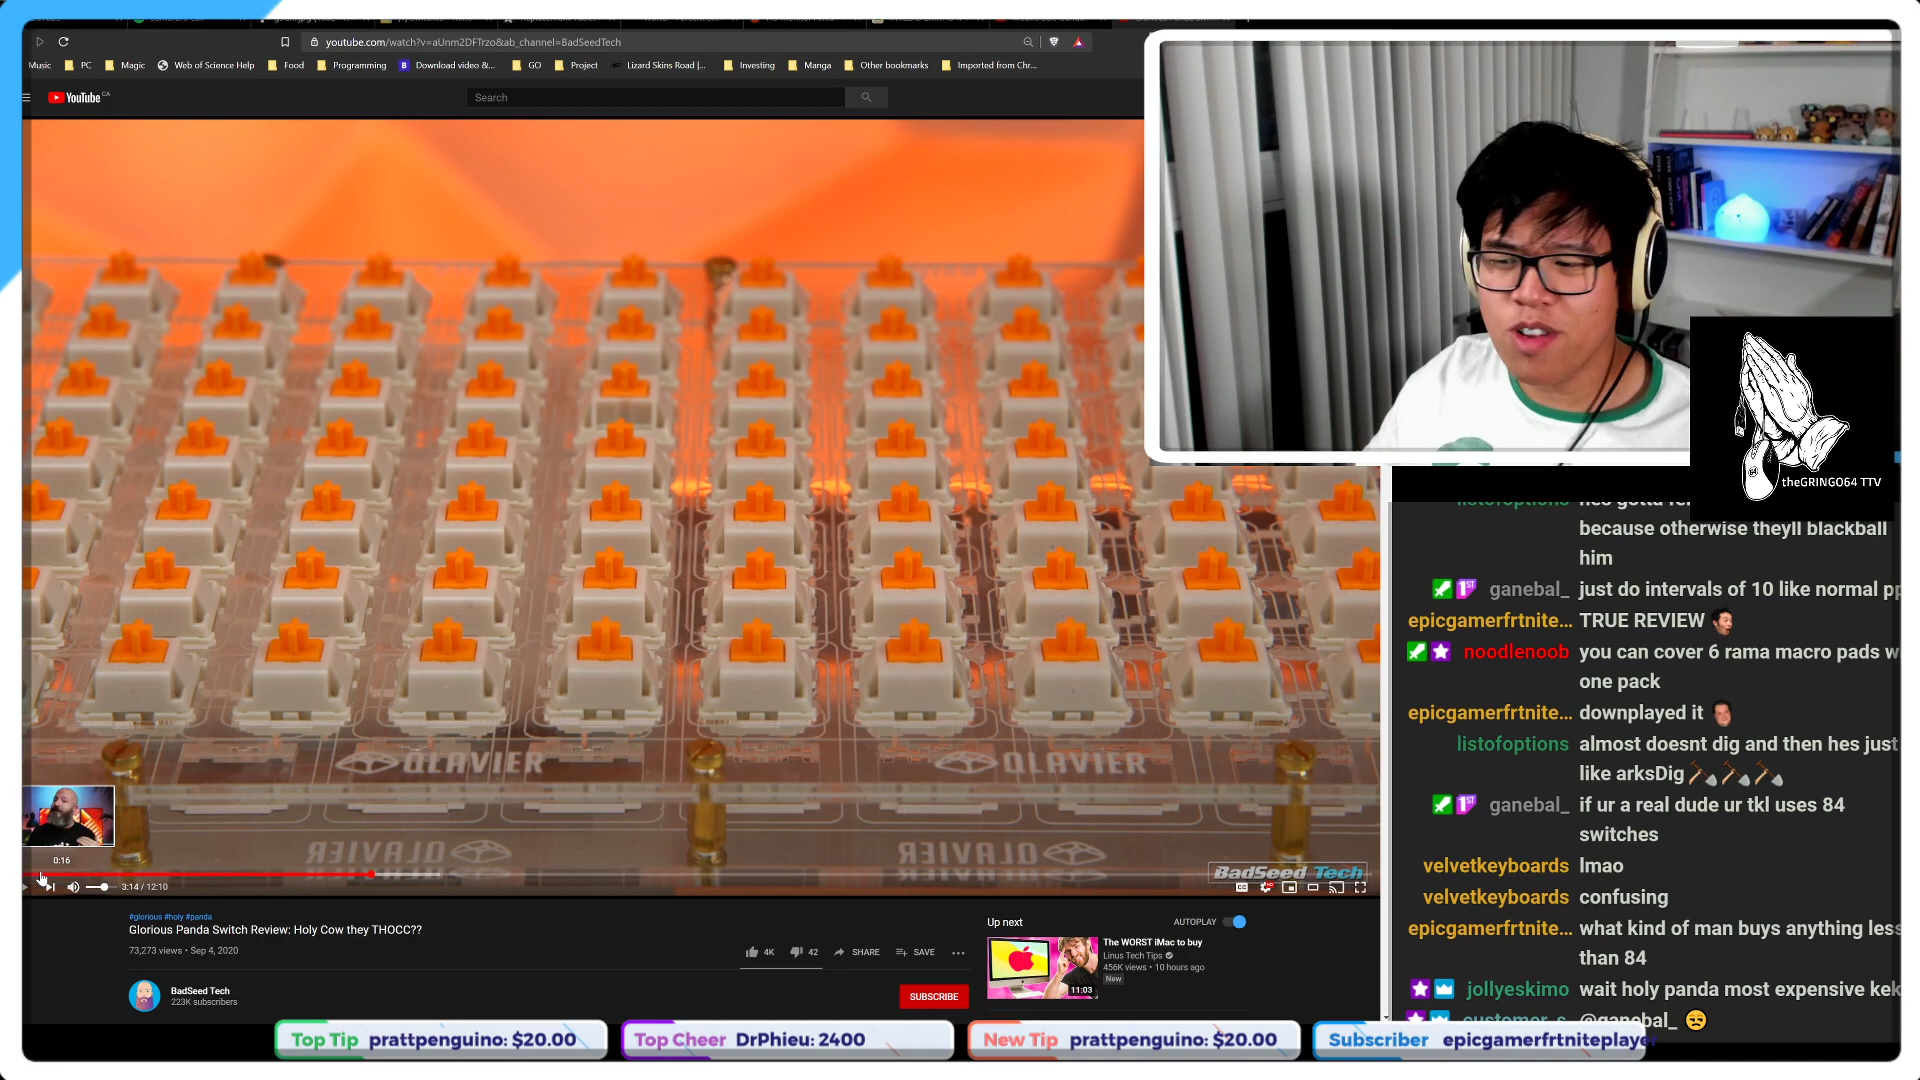 youtube.com/watch?v=aUnm2DFTrzo&ab_channel=BadSeedTech
Music PC Magic Web of Science Help Food Programming Download video &... GO Project Lizard Skins Road |... Investing Manga Other bookmarks Imported from Chr...
YouTube CA
Search
theGRINGO64 TTV
because otherwise theyll blackball
him
ganebal_ just do intervals of 10 like normal
epicgamerfrtnite... TRUE REVIEW
noodlenoob you can cover 6 rama macro pads
one pack
epicgamerfrtnite... downplayed it
listofoptions almost doesnt dig and then hes just
like arksDig
ganebal_ if ur a real dude ur tkl uses 84
switches
velvetkeyboards lmao
velvetkeyboards confusing
epicgamerfrtnite... what kind of man buys anything less
than 84
jollyeskimo wait holy panda most expensive kek
@ganebal_
OLAVIER
OLAVIER
BadSeed Tech
0:16
3:14 / 12:10
#glorious #holy #panda
Glorious Panda Switch Review: Holy Cow they THOCC??
73,273 views • Sep 4, 2020
4K 42 SHARE SAVE
BadSeed Tech
223K subscribers
SUBSCRIBE
Up next
AUTOPLAY
The WORST iMac to buy
Linus Tech Tips
456K views • 10 hours ago
New
11:03
Top Tip prattpenguino: $20.00
Top Cheer DrPhieu: 2400
New Tip prattpenguino: $20.00
Subscriber epicgamerfrtniteplayer